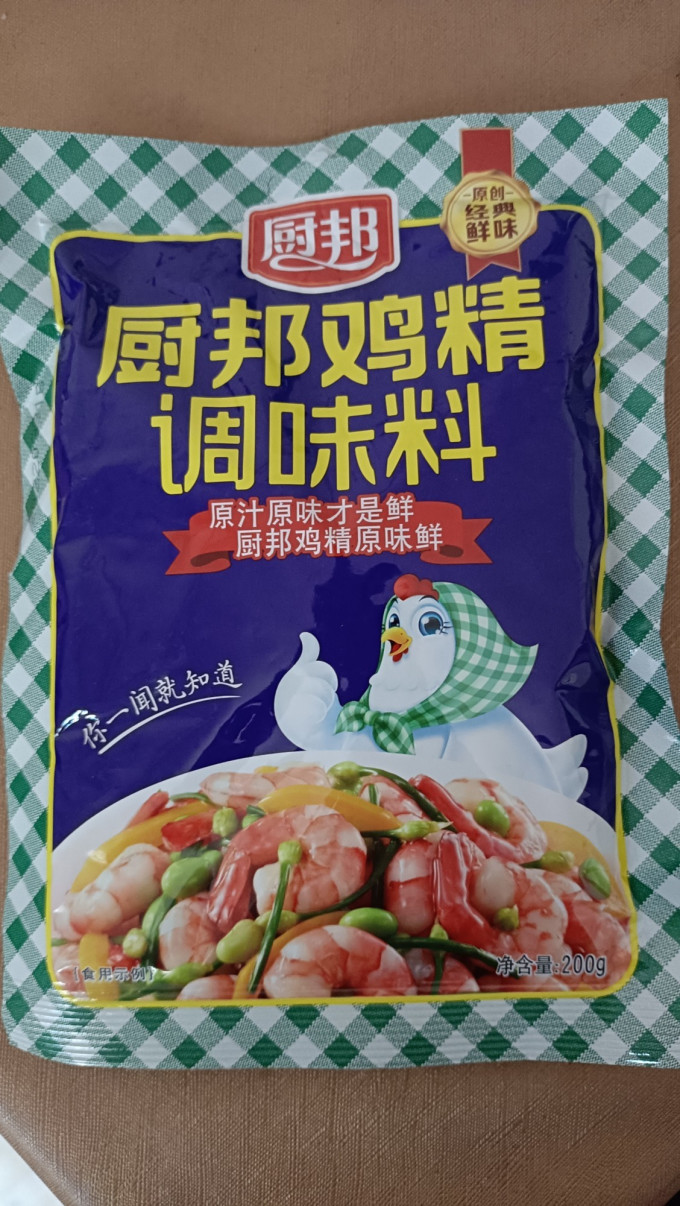 原创
经典
鲜味
厨邦
厨邦鸡精
调味料
原汁原味才是鲜
厨邦鸡精原味鲜
你一闻就知道
(食用示例)
净含量:200g